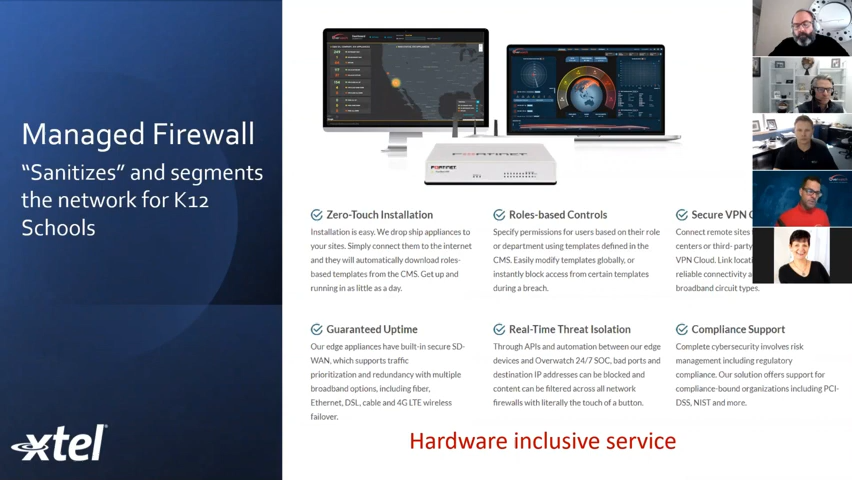 Managed Firewall
“Sanitizes” and segments
the network for K12
Schools
xtel
FORTINET
FORTINET
Zero-Touch Installation
Installation is easy. We drop ship appliances to
your sites. Simply connect them to the internet
and they will automatically download roles-
based templates from the CMS. Get up and
running in as little as a day.
Roles-based Controls
Specify permissions for users based on their role
or department using templates defined in the
CMS. Easily modify templates globally, or
instantly block access from certain templates
during a breach.
Secure VPN C
Connect remote sites
centers or third- party
VPN Cloud. Link locat
reliable connectivity a
broadband circuit types.
Guaranteed Uptime
Our edge appliances have built-in secure SD-
WAN, which supports traffic
prioritization and redundancy with multiple
broadband options, including fiber,
Ethernet, DSL, cable and 4G LTE wireless
failover.
Real-Time Threat Isolation
Through APIs and automation between our edge
devices and Overwatch 24/7 SOC, bad ports and
destination IP addresses can be blocked and
content can be filtered across all network
firewalls with literally the touch of a button.
Compliance Support
Complete cybersecurity involves risk
management including regulatory
compliance. Our solution offers support for
compliance-bound organizations including PCI-
DSS, NIST and more.
Hardware inclusive service